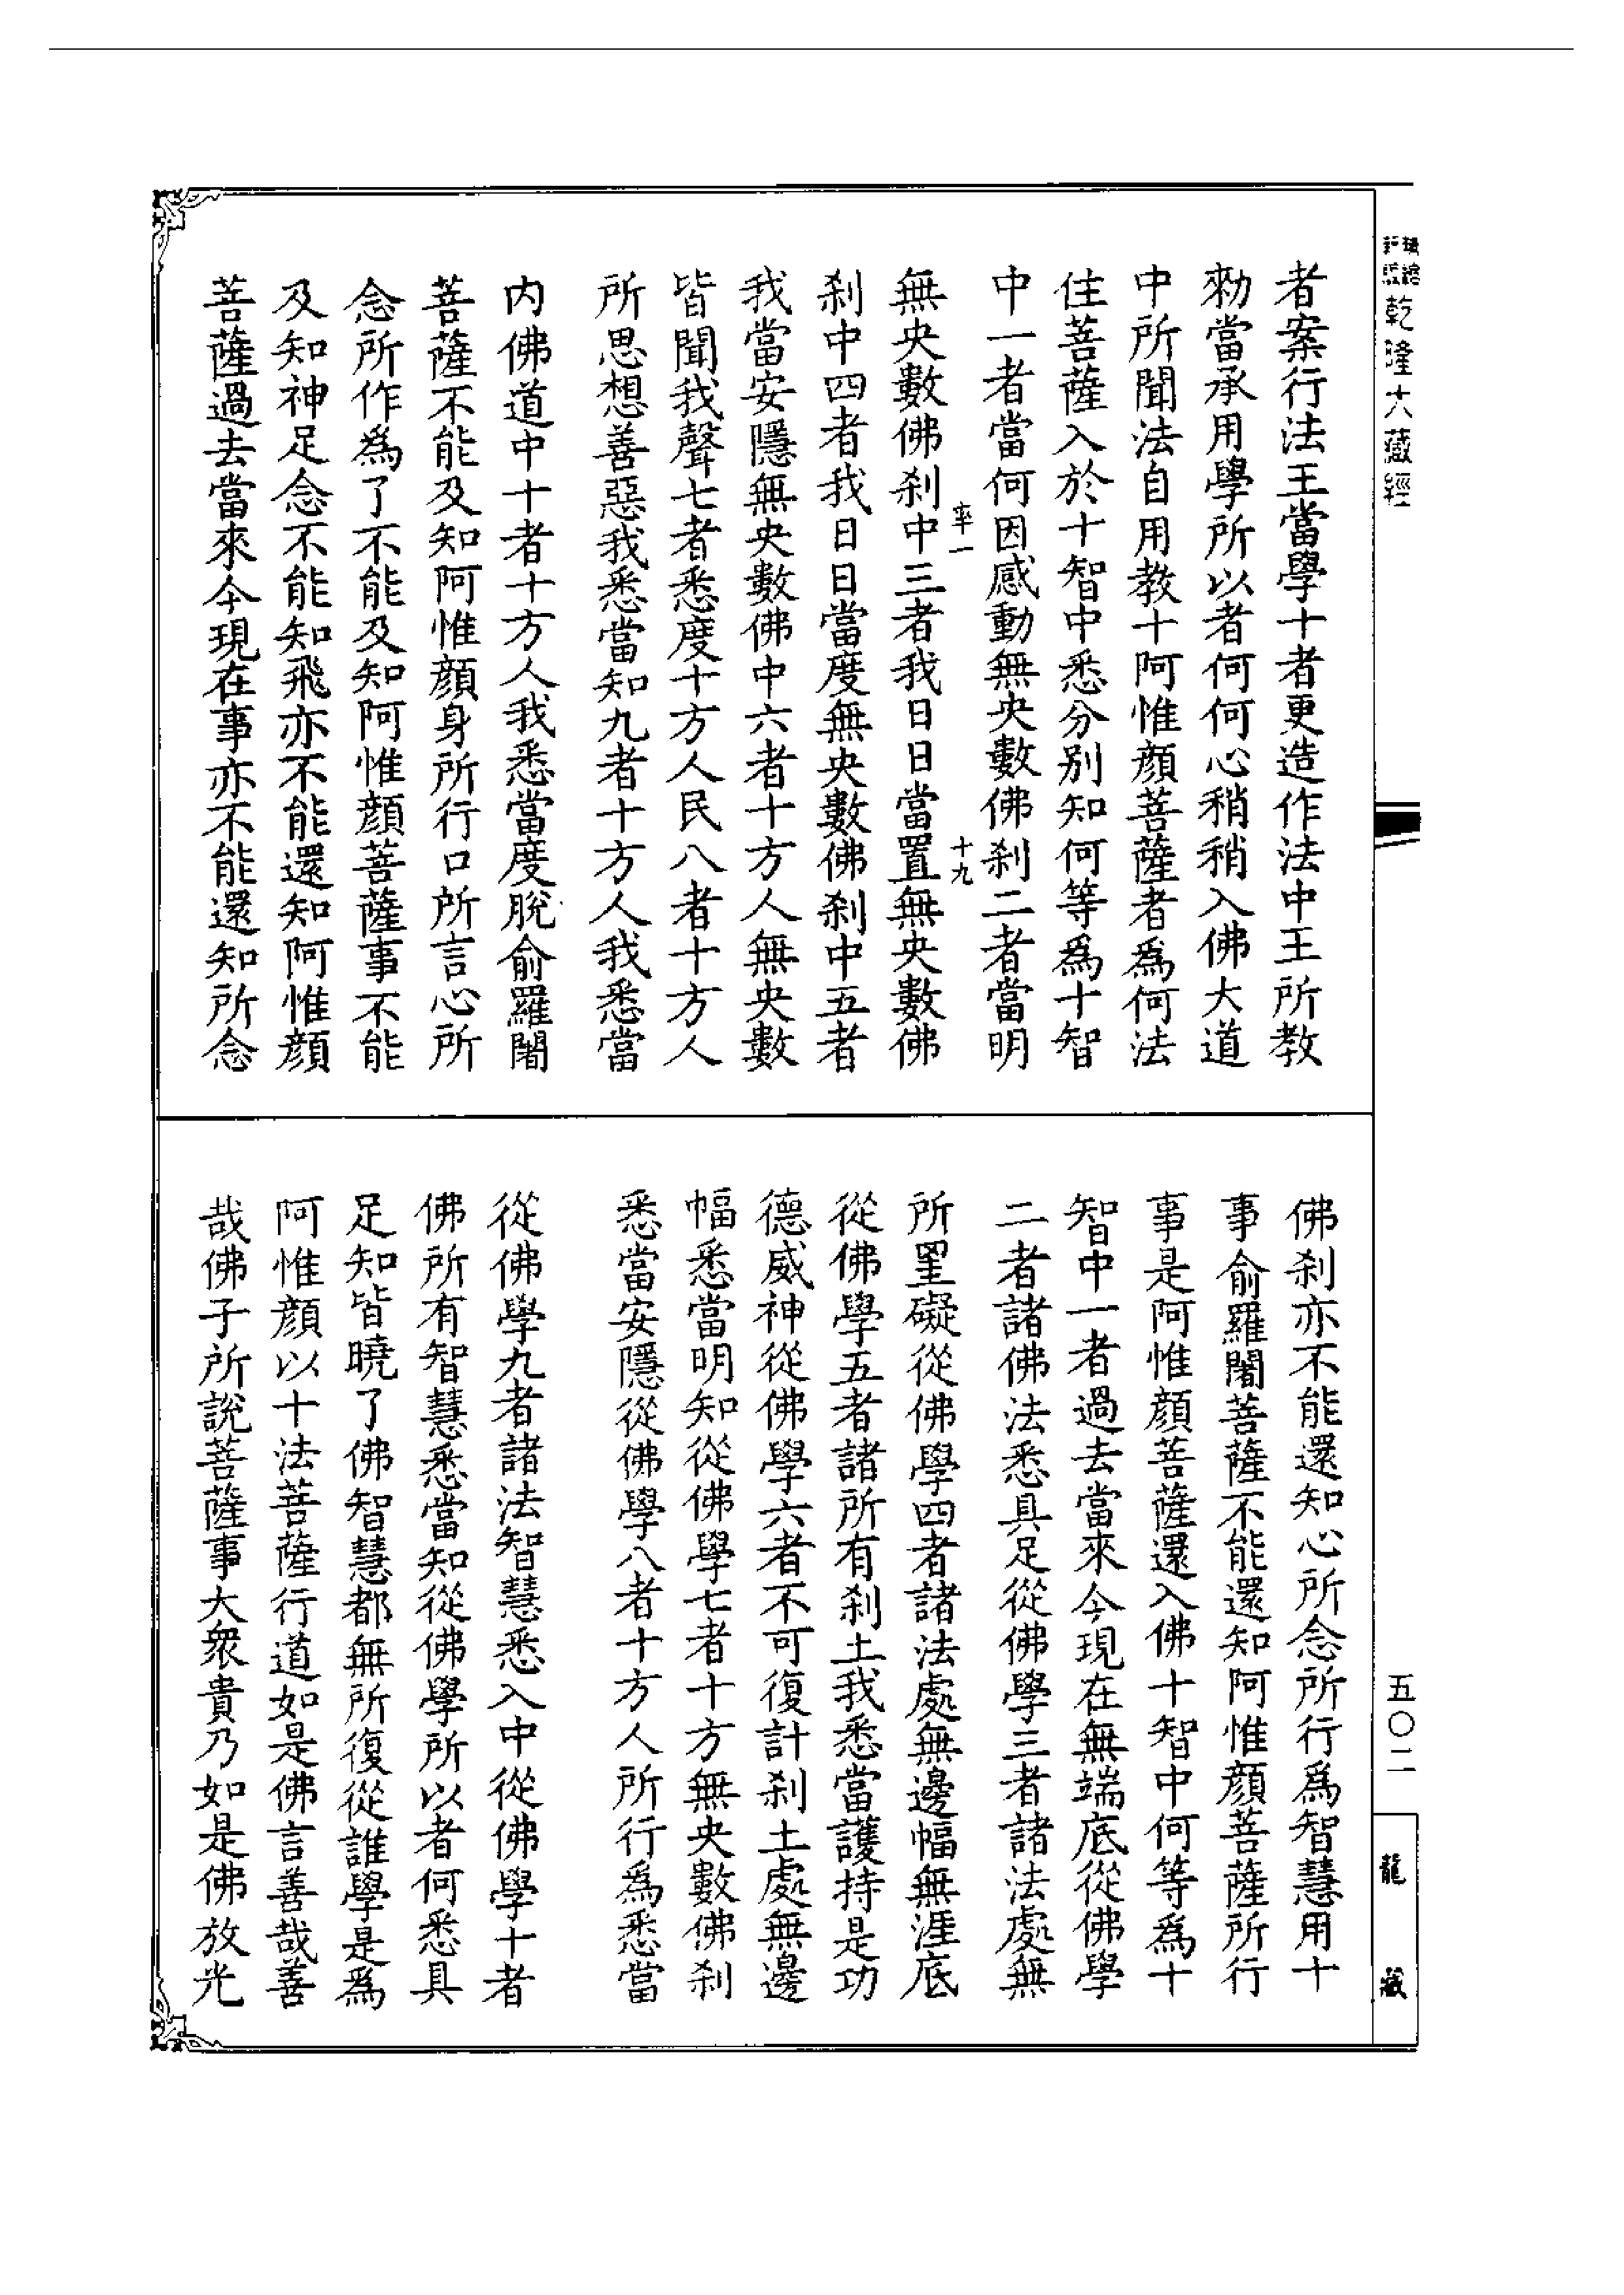 乾隆大藏經
者案行法王當學十者更造作法中王所教
勑當承用學所以者何何心稍稍入佛大道
中所聞法自用教十阿惟顔菩薩者爲何法
住菩薩入於十智中悉分别知何等爲十智
中一者當何因感動無央數佛刹二者當明
率一
十九
無央數佛刹中三者我日日當置無央數佛
刹中四者我日日當度無央數佛刹中五者
我當安隱無央數佛中六者十方人無央數
皆聞我聲七者悉度十方人民八者十方人
所思想善惡我悉當知九者十方人我悉當
内佛道中十者十方人我悉當度脫俞羅闍
菩薩不能及知阿惟顔身所行口所言心所
念所作爲了不能及知阿惟顔菩薩事不能
及知神足念不能知飛亦不能還知阿惟顔
菩薩過去當來今現在事亦不能還知所念
佛刹亦不能還知心所念所行爲智慧用十
事俞羅闍菩薩不能還知阿惟顔菩薩所行
事是阿惟顔菩薩還入佛十智中何等爲十
智中一者過去當來今現在無端底從佛學
二者諸佛法悉具足從佛學三者諸法處無
所罣礙從佛學四者諸法處無邊幅無涯底
從佛學五者諸所有刹土我悉當護持是功
德威神從佛學六者不可復計刹土處無邊
幅悉當明知從佛學七者十方無央數佛刹
悉當安隱從佛學八者十方人所行爲悉當
從佛學九者諸法智慧悉入中從佛學十者
佛所有智慧悉當知從佛學所以者何悉具
足知皆曉了佛智慧都無所復從誰學是爲
阿惟顔以十法菩薩行道如是佛言善哉善
哉佛子所說菩薩事大衆貴乃如是佛放光
五〇二
龍藏